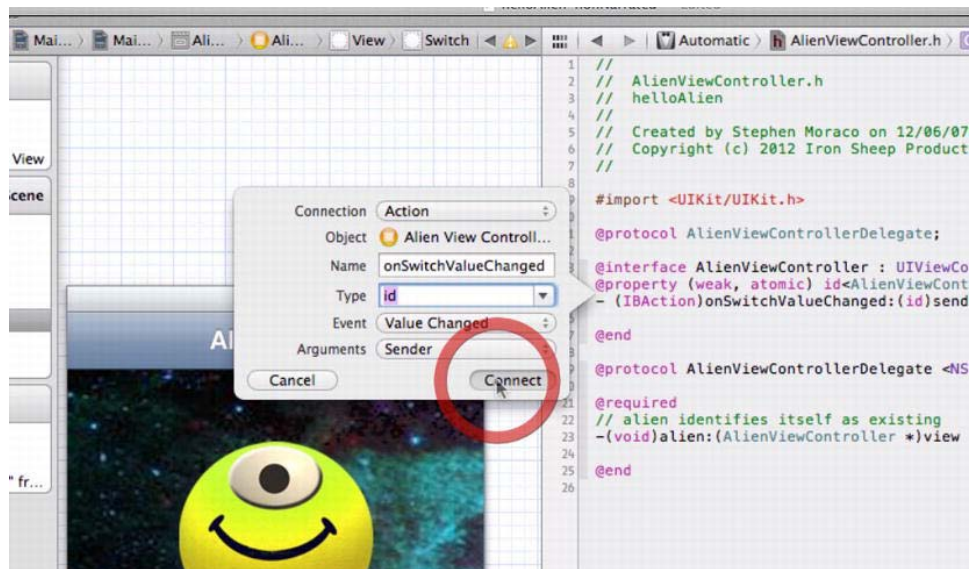 Mai... Mai... Ali... Ali... View Switch Automatic AlienViewController.h
View
cene
" fr...
Al
Connection Action
Object Alien View Controll...
Name onSwitchValueChanged
Type id
Event Value Changed
Arguments Sender
Cancel Connect
1 //
2 // AlienViewController.h
3 // helloAlien
4 //
5 // Created by Stephen Moraco on 12/06/07
6 // Copyright (c) 2012 Iron Sheep Product
7 //
8
#import <UIKit/UIKit.h>
@protocol AlienViewControllerDelegate;
@interface AlienViewController : UIViewCo
@property (weak, atomic) id<AlienViewCont
- (IBAction)onSwitchValueChanged:(id)send
@end
@protocol AlienViewControllerDelegate <NS
21 @required
22 // alien identifies itself as existing
23 -(void)alien:(AlienViewController *)view
24
25 @end
26